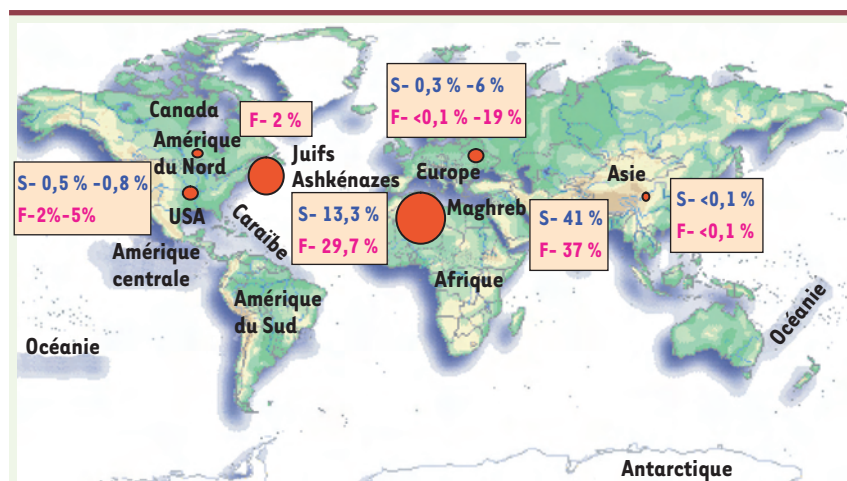 Canada
Amérique
du Nord
F- 2 %
S- 0,5 % -0,8 %
F-2%-5%
USA
Juifs
Ashkénazes
S- 13,3 %
F- 29,7 %
Caraïbe
Amérique
centrale
Amérique
du Sud
Océanie
S- 0,3 % -6 %
F- <0,1 % -19 %
Europe
Maghreb
S- 41 %
F- 37 %
Afrique
Asie
S- <0,1 %
F- <0,1 %
Océanie
Antarctique